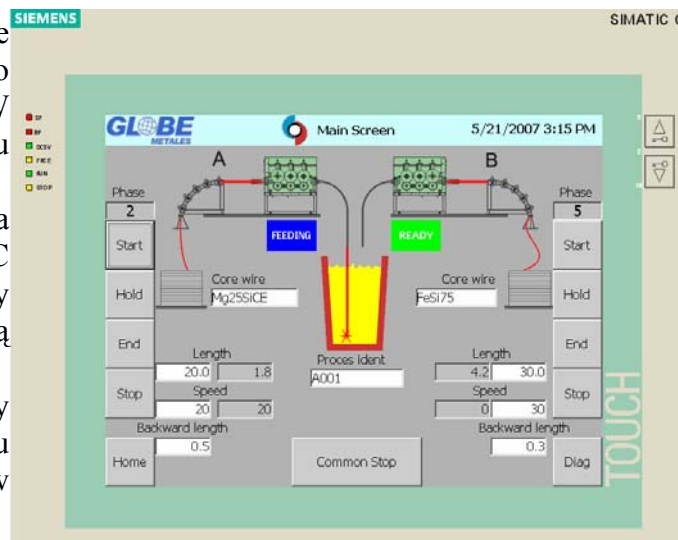 SIEMENS
SIMATIC
SF
BP
DC5V
FRCE
RUN
STOP
GLOBE METALES
Main Screen
5/21/2007 3:15 PM
A
B
Phase
2
Phase
5
Start
FEEDING
READY
Start
Hold
Core wire
Mg25SiCE
Core wire
FeSi75
Hold
End
Proces Ident
A001
End
Length
20.0 1.8
Length
4.2 30.0
Stop
Speed
20 20
Speed
0 30
Stop
Backward length
0.5
Backward length
0.3
Home
Common Stop
Diag
TOUCH